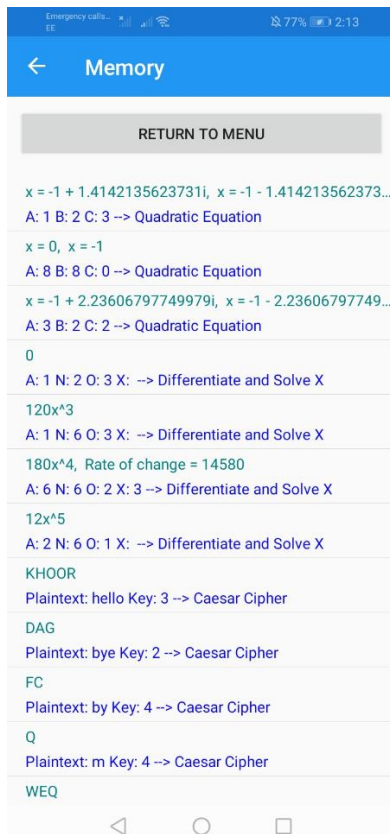 Emergency calls..
EE
77% 2:13
Memory
RETURN TO MENU
x = -1 + 1.4142135623731i, x = -1 - 1.414213562373...
A: 1 B: 2 C: 3 --> Quadratic Equation
x = 0, x = -1
A: 8 B: 8 C: 0 --> Quadratic Equation
x = -1 + 2.23606797749979i, x = -1 - 2.23606797749...
A: 3 B: 2 C: 2 --> Quadratic Equation
0
A: 1 N: 2 O: 3 X: --> Differentiate and Solve X
120x^3
A: 1 N: 6 O: 3 X: --> Differentiate and Solve X
180x^4, Rate of change = 14580
A: 6 N: 6 O: 2 X: 3 --> Differentiate and Solve X
12x^5
A: 2 N: 6 O: 1 X: --> Differentiate and Solve X
KHOOR
Plaintext: hello Key: 3 --> Caesar Cipher
DAG
Plaintext: bye Key: 2 --> Caesar Cipher
FC
Plaintext: by Key: 4 --> Caesar Cipher
Q
Plaintext: m Key: 4 --> Caesar Cipher
WEQ